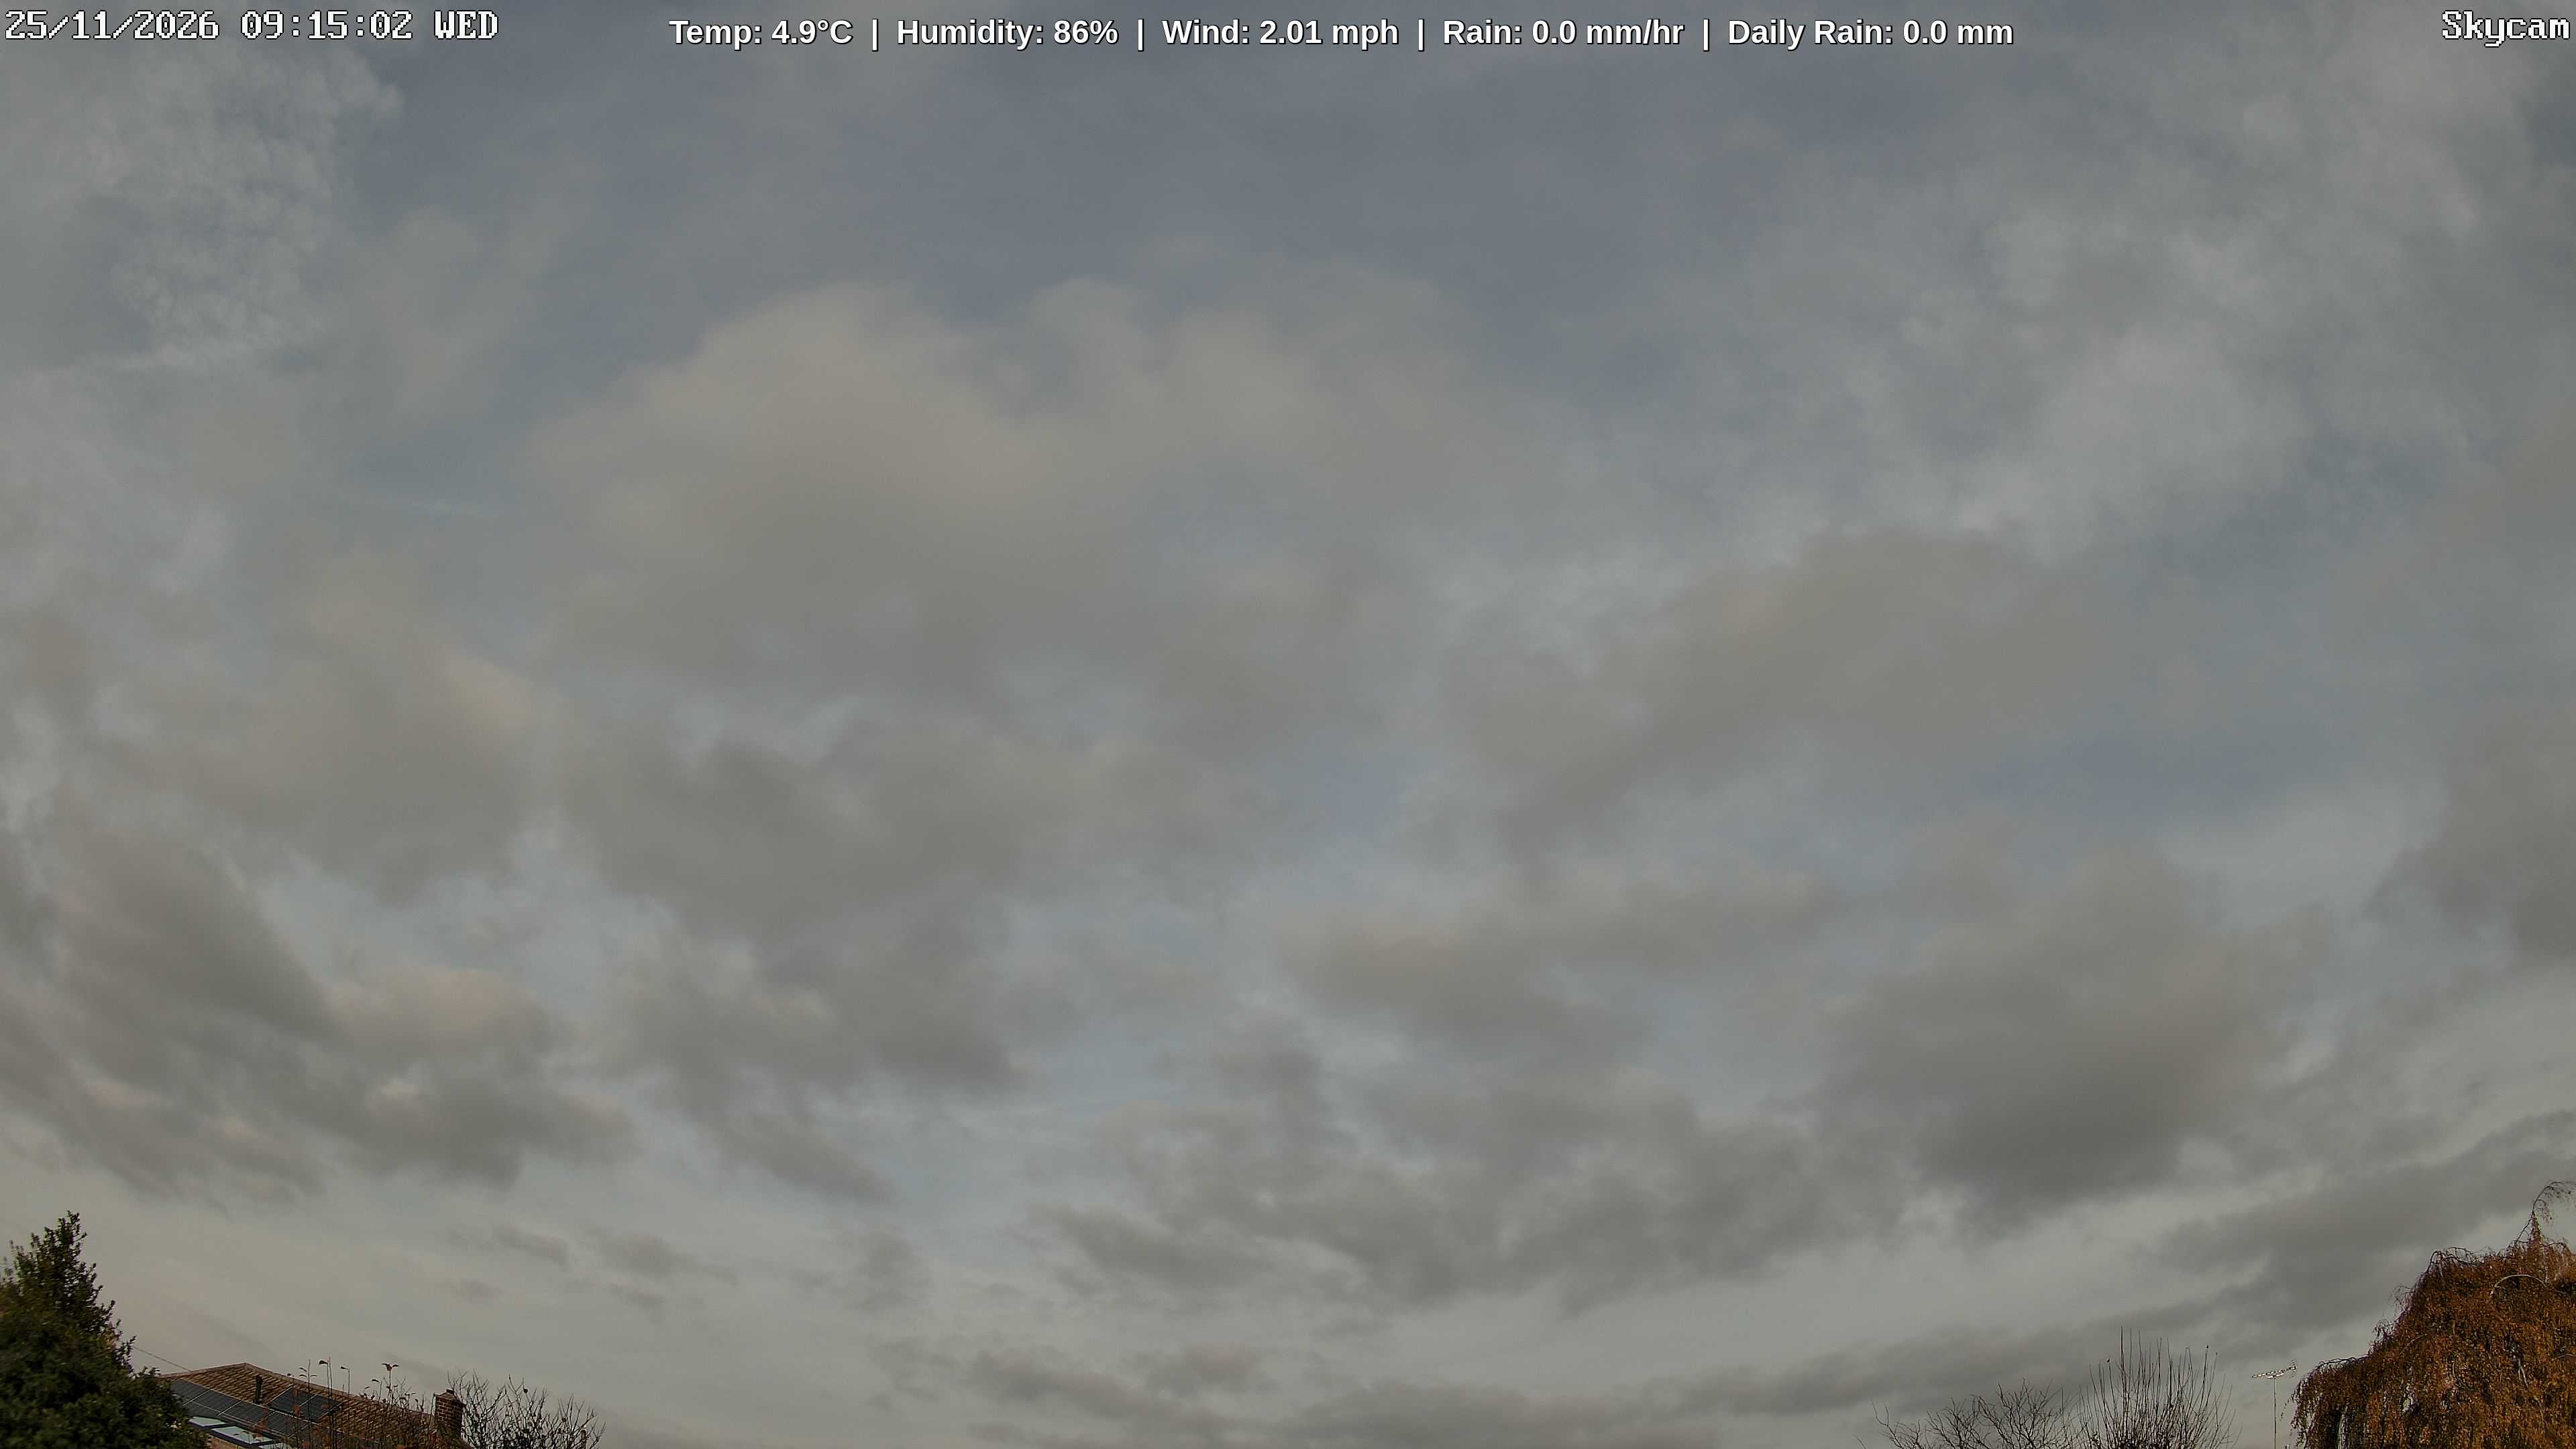 25/11/2026 09:15:02 WED
Temp: 4.9°C | Humidity: 86% | Wind: 2.01 mph | Rain: 0.0 mm/hr | Daily Rain: 0.0 mm
Skycam